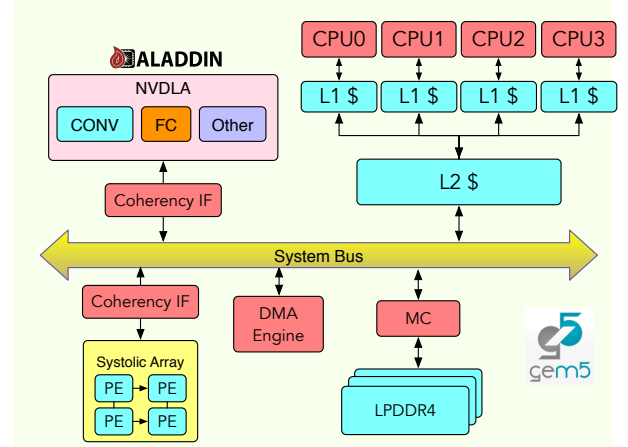 CPU0 CPU1 CPU2 CPU3
ALADDIN
NVDLA
L1 $ L1 $ L1 $ L1 $
CONV FC Other
L2 $
Coherency IF
System Bus
Coherency IF
DMA
Engine
MC
Systolic Array
PE PE
PE PE
LPDDR4
gem5